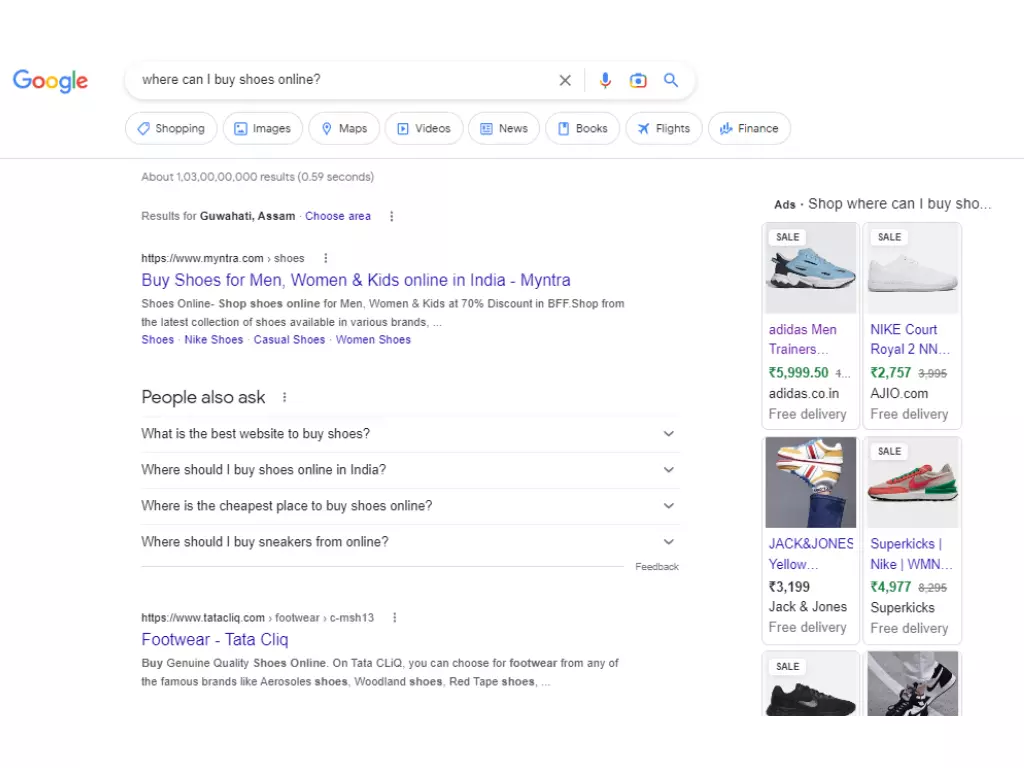 Google
where can I buy shoes online?
Shopping
Images
Maps
Videos
News
Books
Flights
Finance
About 1,03,00,00,000 results (0.59 seconds)
Results for Guwahati, Assam · Choose area
https://www.myntra.com › shoes
Buy Shoes for Men, Women & Kids online in India - Myntra
Shoes Online- Shop shoes online for Men, Women & Kids at 70% Discount in BFF.Shop from
the latest collection of shoes available in various brands, ...
Shoes · Nike Shoes · Casual Shoes · Women Shoes
People also ask
What is the best website to buy shoes?
Where should I buy shoes online in India?
Where is the cheapest place to buy shoes online?
Where should I buy sneakers from online?
Feedback
https://www.tatacliq.com › footwear › c-msh13
Footwear - Tata Cliq
Buy Genuine Quality Shoes Online. On Tata CLiQ, you can choose for footwear from any of
the famous brands like Aerosoles shoes, Woodland shoes, Red Tape shoes, ...
Ads · Shop where can I buy sho...
SALE
adidas Men
Trainers...
₹5,999.50 1...
adidas.co.in
Free delivery
SALE
NIKE Court
Royal 2 NN...
₹2,757 3,995
AJIO.com
Free delivery
JACK&JONES
Yellow...
₹3,199
Jack & Jones
Free delivery
SALE
Superkicks |
Nike | WMN...
₹4,977 8,295
Superkicks
Free delivery
SALE